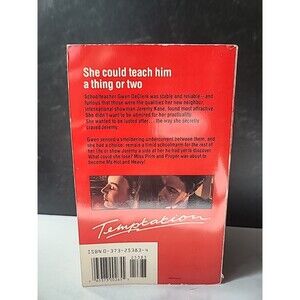 She could teach him
a thing or two
Schoolteacher Gwen DeClerk was stable and reliable – and
furious that those were the qualities her new neighbour,
international showman Jeremy Kane, found most attractive.
She didn't want to be admired for her practicality.
She wanted to be lusted after... the way she secretly
craved Jeremy.
Gwen sensed a smoldering undercurrent between them, and she
had a choice: remain a timid schoolmarm for the rest of
her life or show Jeremy a side of her he had yet to discover.
What could she lose? Miss Prim and Proper was about to
become Ms Hot and Heavy!
Temptation
ISBN 0-373-25383-4